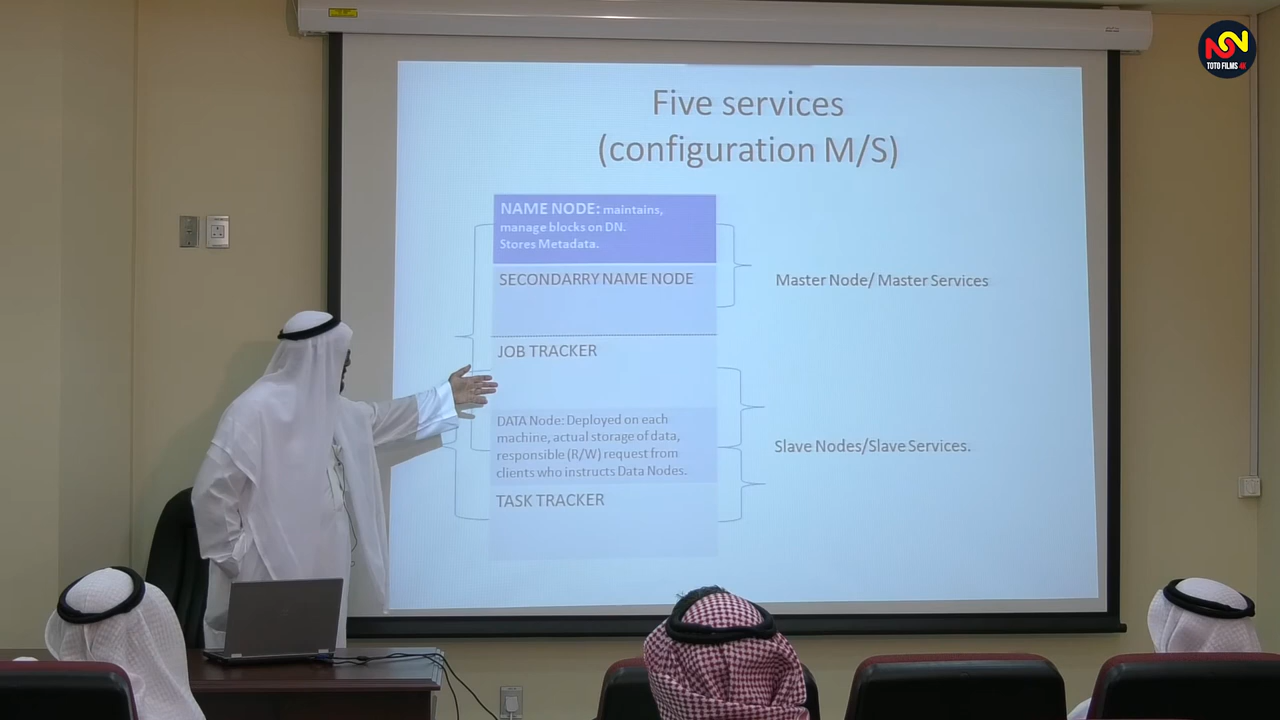 TOTO FILMS 4K
Five services
(configuration M/S)
NAME NODE: maintains,
manage blocks on DN.
Stores Metadata.
SECONDARRY NAME NODE
Master Node/ Master Services
JOB TRACKER
DATA Node: Deployed on each
machine, actual storage of data,
responsible (R/W) request from
clients who instructs Data Nodes.
Slave Nodes/Slave Services.
TASK TRACKER